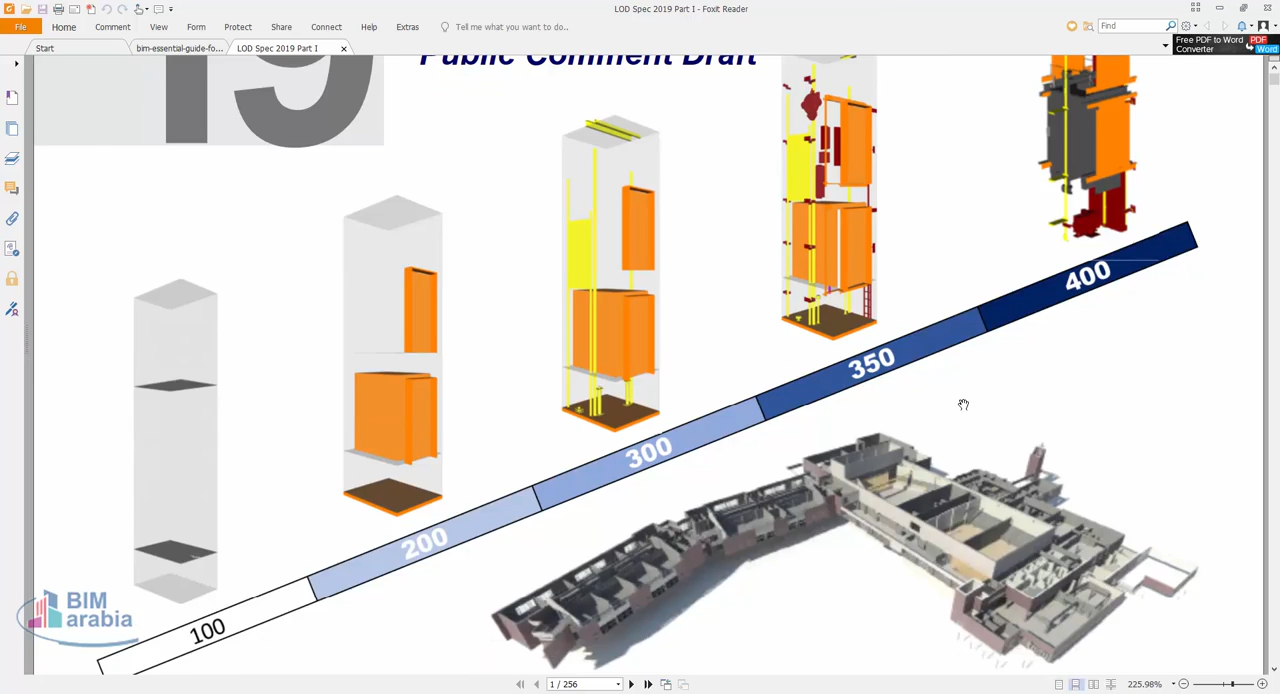 LOD Spec 2019 Part I - Foxit Reader
File Home Comment View Form Protect Share Connect Help Extras Tell me what you want to do.. Find
Start bim-essential-guide-fo... LOD Spec 2019 Part I
Free PDF to Word PDF
Converter Word
19
Public Comment Draft
400
350
300
200
100
BIM
arabia
1 / 256
225.98%